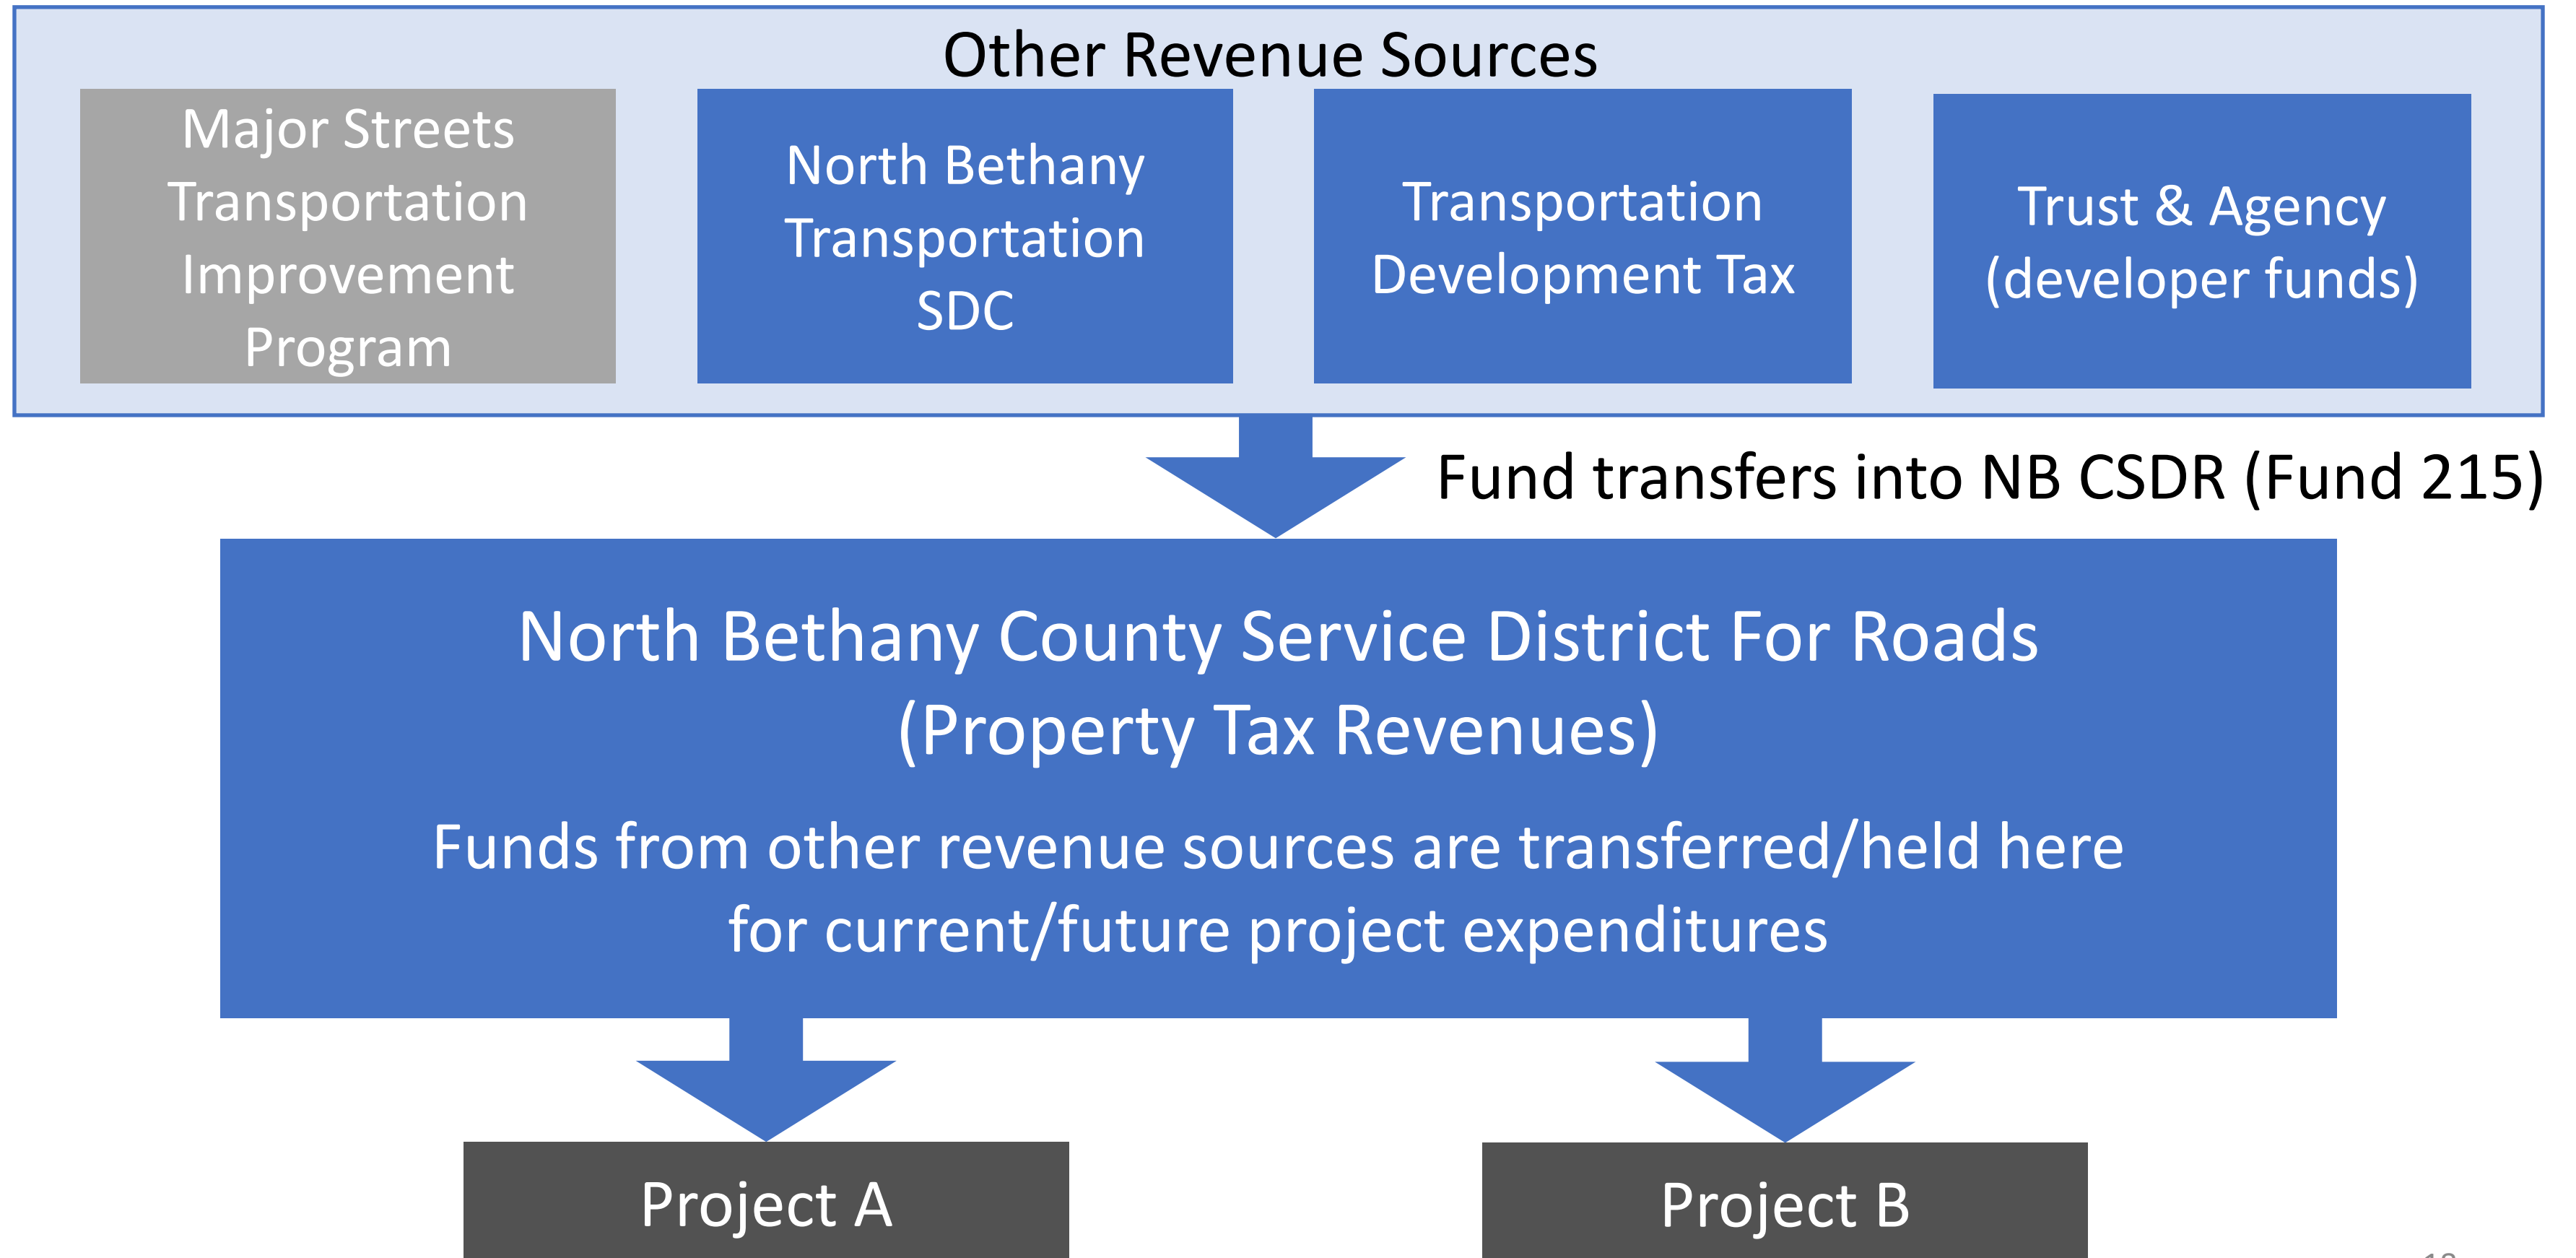 Other Revenue Sources
Major Streets
Transportation
Improvement
Program
North Bethany
Transportation
SDC
Transportation
Development Tax
Trust & Agency
(developer funds)
Fund transfers into NB CSDR (Fund 215)
North Bethany County Service District For Roads
(Property Tax Revenues)
Funds from other revenue sources are transferred/held here
for current/future project expenditures
Project A
Project B